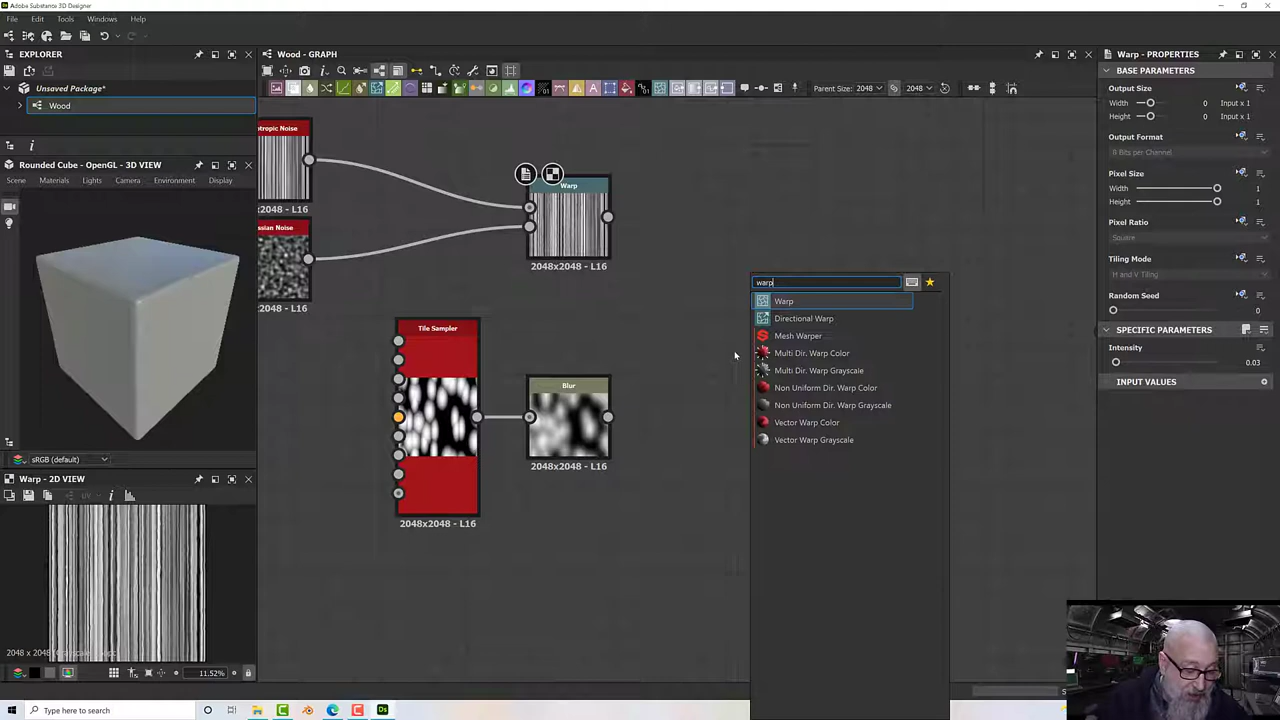 Adobe Substance 3D Designer
File Edit Tools Windows Help
EXPLORER
Unsaved Package*
Wood
Rounded Cube - OpenGL - 3D VIEW
Scene Materials Lights Camera Environment Display
sRGB (default)
Warp - 2D VIEW
UV
11.52%
Wood - GRAPH
Parent Size: 2048 2048
otropic Noise
2048 - L16
ssian Noise
2048 - L16
Warp
2048x2048 - L16
Tile Sampler
2048x2048 - L16
Blur
2048x2048 - L16
warp
Warp
Directional Warp
Mesh Warper
Multi Dir. Warp Color
Multi Dir. Warp Grayscale
Non Uniform Dir. Warp Color
Non Uniform Dir. Warp Grayscale
Vector Warp Color
Vector Warp Grayscale
Warp - PROPERTIES
BASE PARAMETERS
Output Size
Width 0 Input x 1
Height 0 Input x 1
Output Format
Bits per Channel
Pixel Size
Width 1
Height 1
Pixel Ratio
Square
Tiling Mode
H and V Tiling
Random Seed
0
SPECIFIC PARAMETERS
Intensity
0.03
INPUT VALUES
Type here to search
Ds